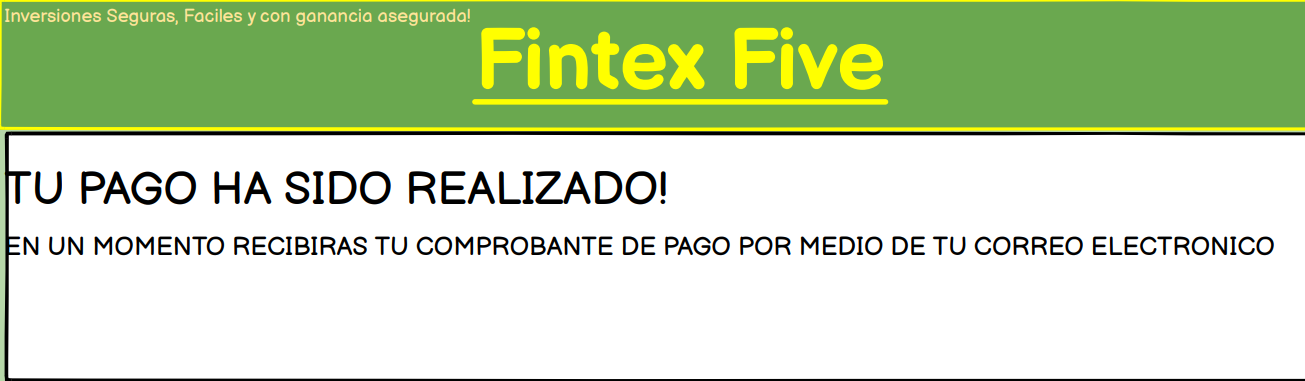 Inversiones Seguras, Faciles y con ganancia asegurada!
Fintex Five
TU PAGO HA SIDO REALIZADO!
EN UN MOMENTO RECIBIRAS TU COMPROBANTE DE PAGO POR MEDIO DE TU CORREO ELECTRONICO